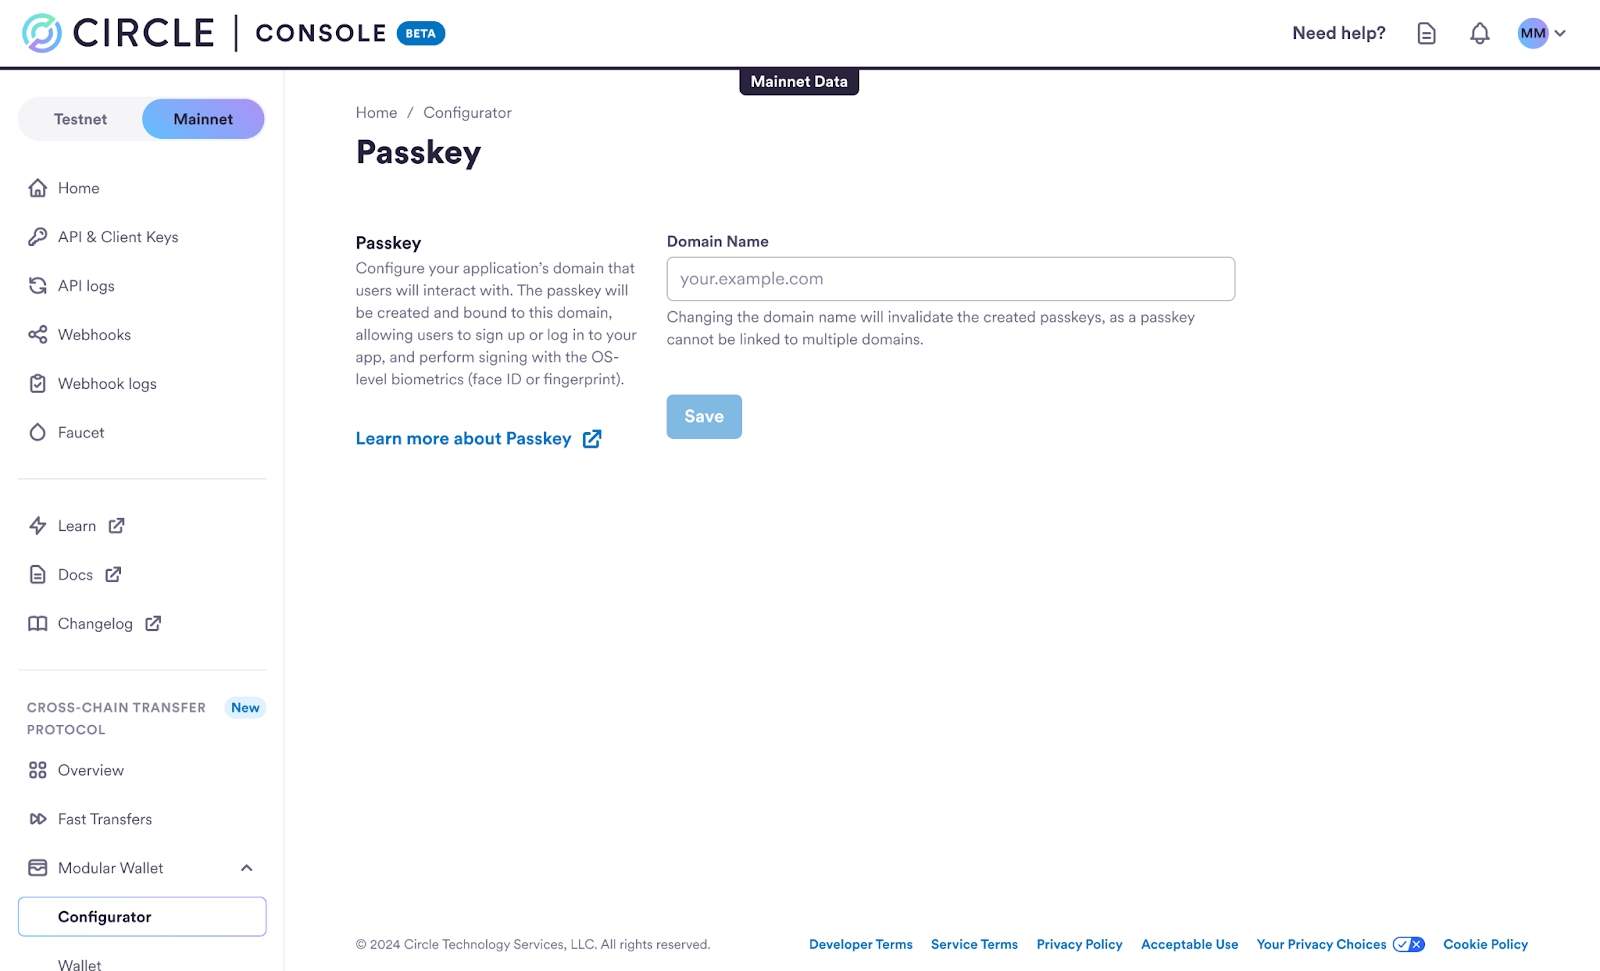 CIRCLE | CONSOLE BETA
Need help?
MM
Mainnet Data
Testnet
Mainnet
Home
API & Client Keys
API logs
Webhooks
Webhook logs
Faucet
Learn
Docs
Changelog
CROSS-CHAIN TRANSFER
PROTOCOL
New
Overview
Fast Transfers
Modular Wallet
Configurator
Wallet
Home / Configurator
Passkey
Passkey
Configure your application's domain that
users will interact with. The passkey will
be created and bound to this domain,
allowing users to sign up or log in to your
app, and perform signing with the OS-
level biometrics (face ID or fingerprint).
Learn more about Passkey
Domain Name
your.example.com
Changing the domain name will invalidate the created passkeys, as a passkey
cannot be linked to multiple domains.
Save
© 2024 Circle Technology Services, LLC. All rights reserved.
Developer Terms
Service Terms
Privacy Policy
Acceptable Use
Your Privacy Choices
Cookie Policy